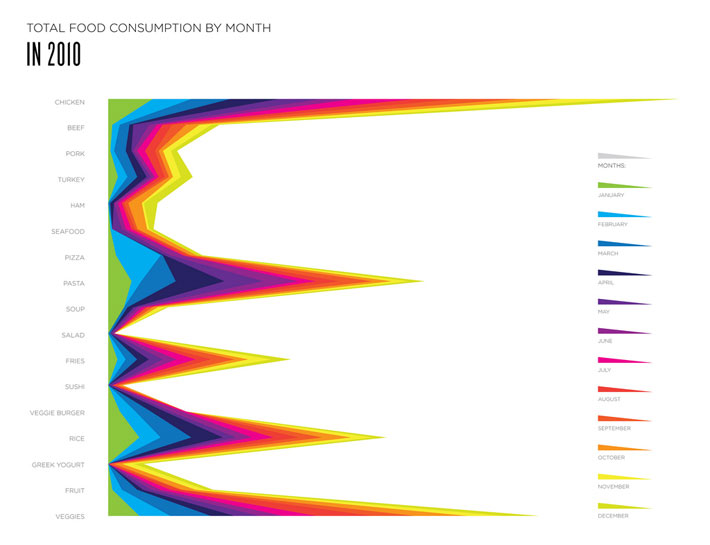 TOTAL FOOD CONSUMPTION BY MONTH
IN 2010
CHICKEN
BEEF
PORK
TURKEY
HAM
SEAFOOD
PIZZA
PASTA
SOUP
SALAD
FRIES
SUSHI
VEGGIE BURGER
RICE
GREEK YOGURT
FRUIT
VEGGIES
MONTHS:
JANUARY
FEBRUARY
MARCH
APRIL
MAY
JUNE
JULY
AUGUST
SEPTEMBER
OCTOBER
NOVEMBER
DECEMBER